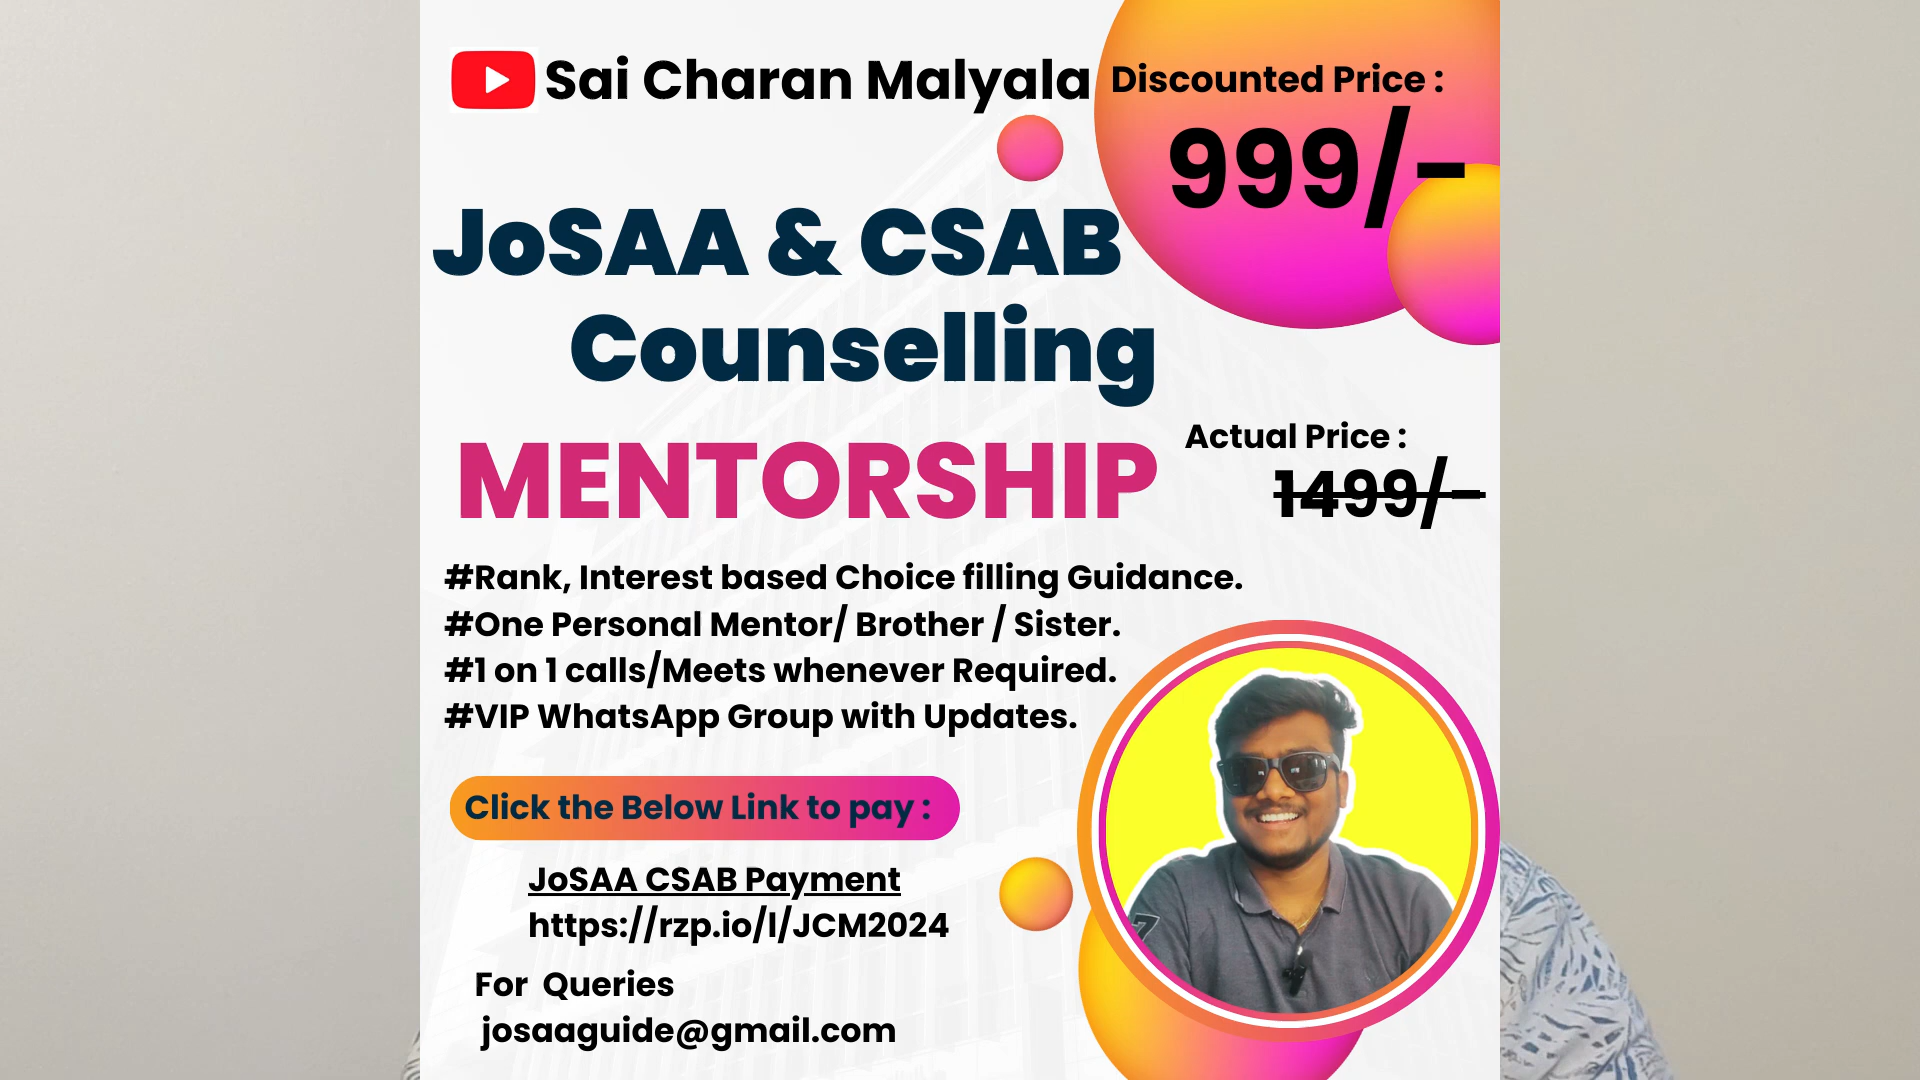 Sai Charan Malyala
Discounted Price :
999/-
JoSAA & CSAB
Counselling
MENTORSHIP
Actual Price :
1499/-
#Rank, Interest based Choice filling Guidance.
#One Personal Mentor/ Brother / Sister.
#1 on 1 calls/Meets whenever Required.
#VIP WhatsApp Group with Updates.
Click the Below Link to pay :
JoSAA CSAB Payment
https://rzp.io/l/JCM2024
For Queries
josaaguide@gmail.com